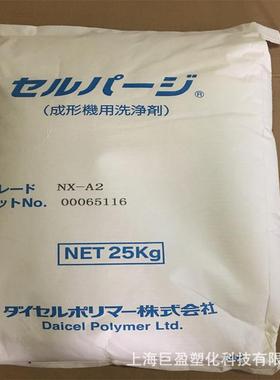 セルパージ®
(成形機用洗浄剤)
レード NX-A2
ットNo. 00065116
NET 25Kg
ダイセルポリマー株式会社
Daicel Polymer Ltd.
上海巨盈塑化科技有限公司